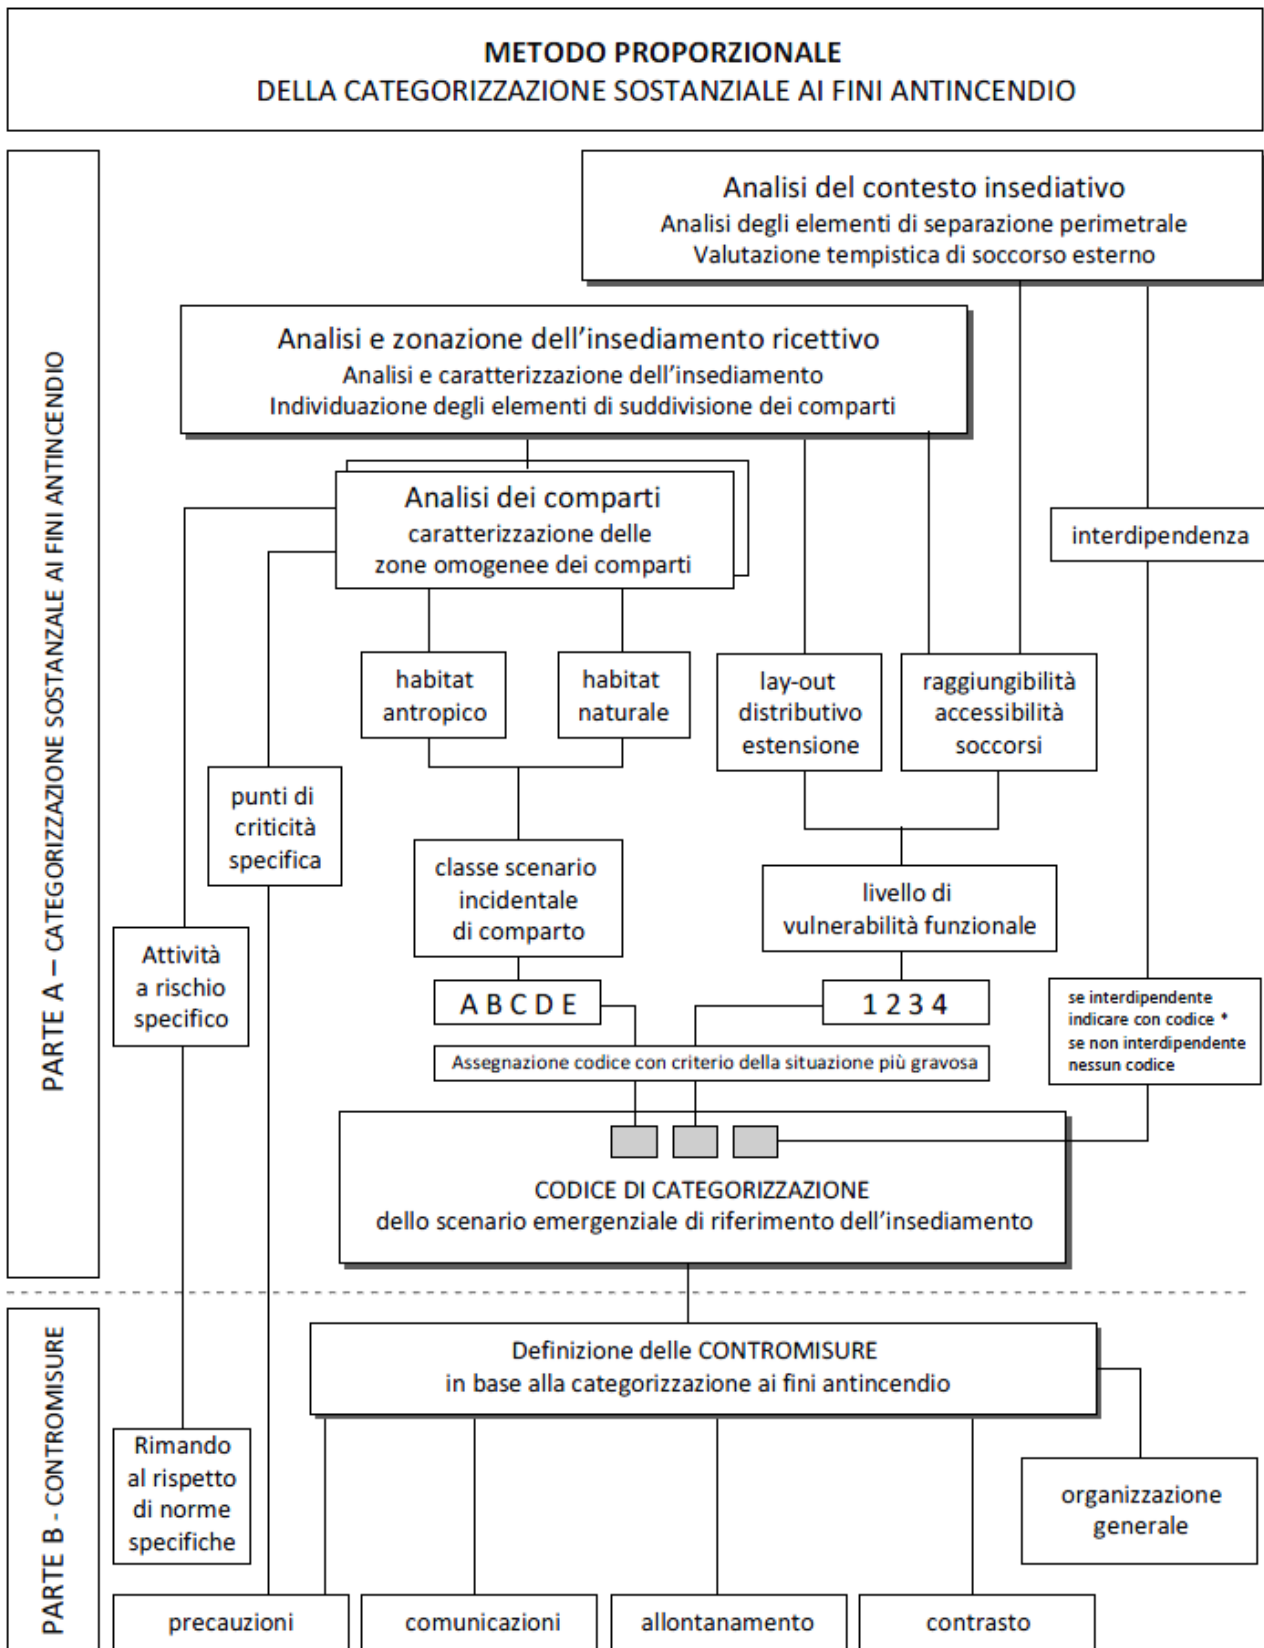 METODO PROPORZIONALE
DELLA CATEGORIZZAZIONE SOSTANZIALE AI FINI ANTINCENDIO
PARTE A – CATEGORIZZAZIONE SOSTANZALE AI FINI ANTINCENDIO
Analisi del contesto insediativo
Analisi degli elementi di separazione perimetrale
Valutazione tempistica di soccorso esterno
Analisi e zonazione dell'insediamento ricettivo
Analisi e caratterizzazione dell'insediamento
Individuazione degli elementi di suddivisione dei comparti
Analisi dei comparti
caratterizzazione delle
zone omogenee dei comparti
interdipendenza
habitat
antropico
habitat
naturale
lay-out
distributivo
estensione
raggiungibilità
accessibilità
soccorsi
punti di
criticità
specifica
classe scenario
incidentale
di comparto
livello di
vulnerabilità funzionale
Attività
a rischio
specifico
A B C D E
1 2 3 4
se interdipendente
indicare con codice *
se non interdipendente
nessun codice
Assegnazione codice con criterio della situazione più gravosa
CODICE DI CATEGORIZZAZIONE
dello scenario emergenziale di riferimento dell'insediamento
PARTE B - CONTROMISURE
Definizione delle CONTROMISURE
in base alla categorizzazione ai fini antincendio
Rimando
al rispetto
di norme
specifiche
organizzazione
generale
precauzioni
comunicazioni
allontanamento
contrasto